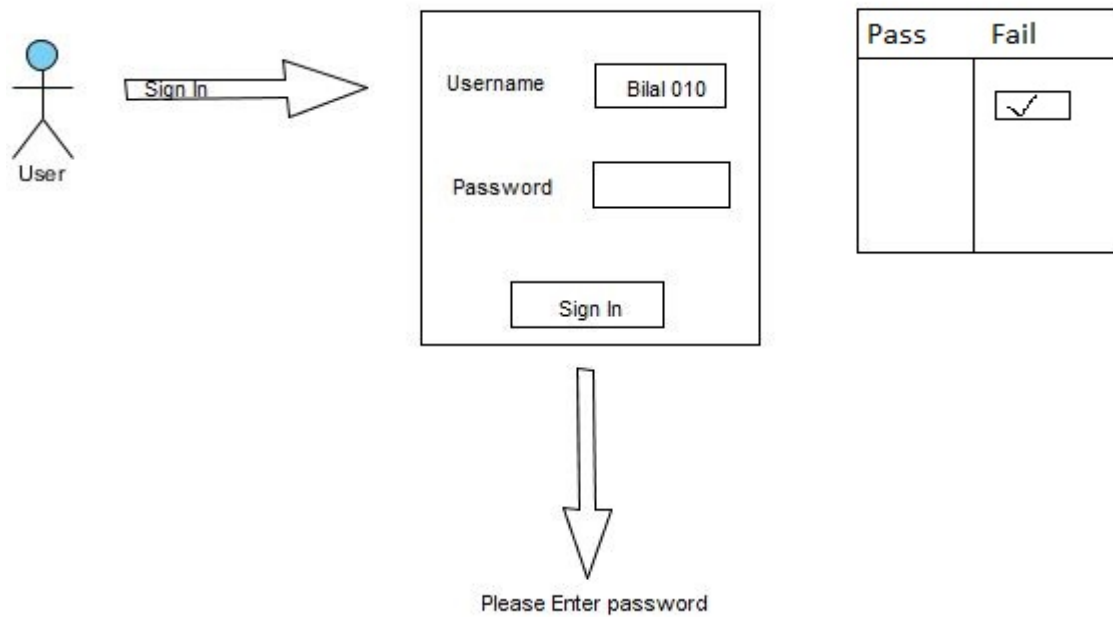 Pass Fail
Sign In
Username Bilal 010
User
Password
Sign In
Please Enter password